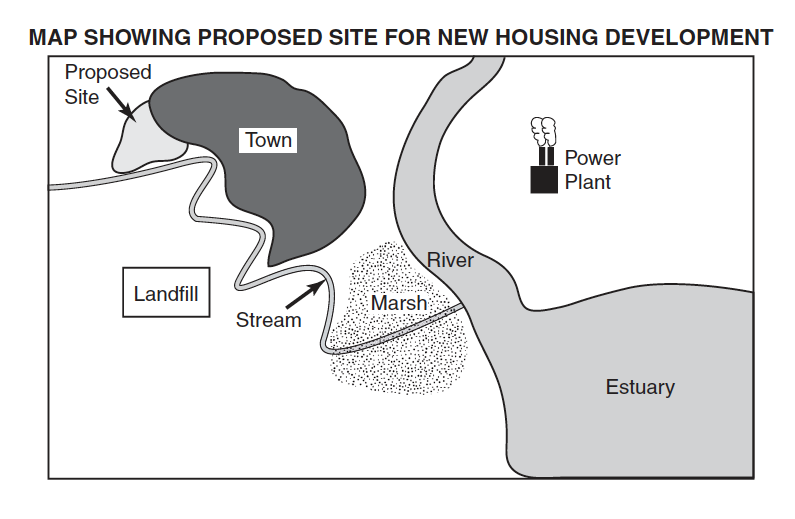 MAP SHOWING PROPOSED SITE FOR NEW HOUSING DEVELOPMENT
Proposed
Site
Town
Power
Plant
River
Landfill
Marsh
Stream
Estuary